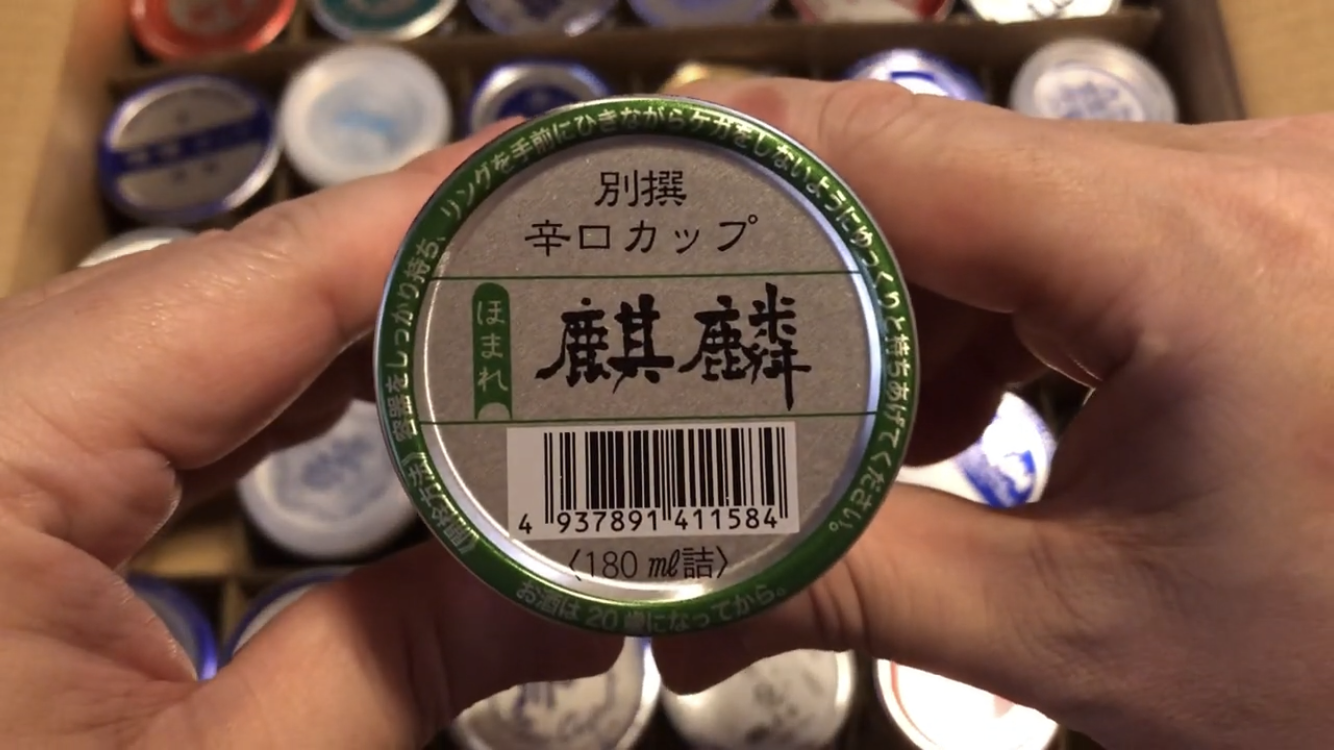 別撰
辛口カップ
ほまれ
麒麟
4 937891 411584
〈180 ml詰〉
《開栓方法》容器をしっかり持ち、リングを手前にひきながらケガをしないようにゆっくりと持ちあげてください。
お酒は20歳になってから。